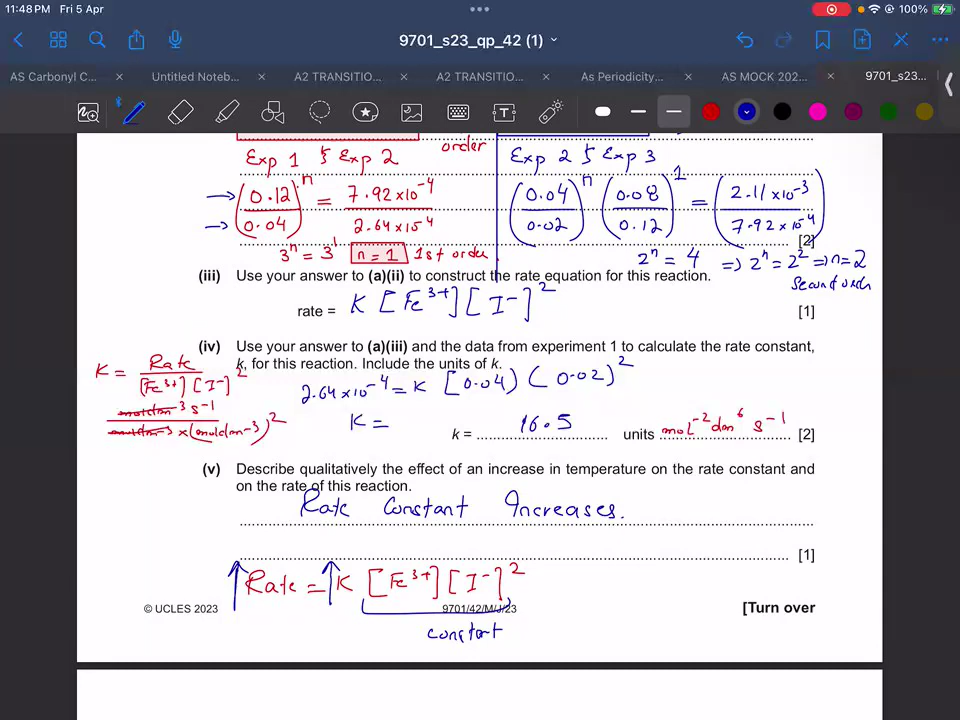 11:48 PM Fri 5 Apr
100%
9701_s23_qp_42 (1)
AS Carbonyl C...
Untitled Noteb...
A2 TRANSITIO...
A2 TRANSITION...
As Periodicity...
AS MOCK 202...
9701_s23...
order
Exp 1 & Exp 2
(0.12/0.04)^n = 7.92×10^-4 / 2.64×10^-4
3^n = 3^1 n = 1 1st order
Exp 2 & Exp 3
(0.04/0.02)^n (0.08/0.12)^1 = (2.11×10^-3 / 7.92×10^-4)
[2]
2^n = 4 => 2^n = 2^2 => n = 2
Second order
(iii) Use your answer to (a)(ii) to construct the rate equation for this reaction.
rate = K [Fe^3+][I^-]^2 [1]
(iv) Use your answer to (a)(iii) and the data from experiment 1 to calculate the rate constant,
k, for this reaction. Include the units of k.
K = Rate / [Fe^3+][I^-]^2
moldm^-3 s^-1 / moldm^-3 × (moldm^-3)^2
2.64×10^-4 = K [0.04) (0.02)^2
K =
k = 16.5 units mol^-2 dm^6 s^-1 [2]
(v) Describe qualitatively the effect of an increase in temperature on the rate constant and
on the rate of this reaction.
Rate Constant Increases.
[1]
↑Rate = ↑K [Fe^3+][I^-]^2
constant
© UCLES 2023
9701/42/M/J/23
[Turn over